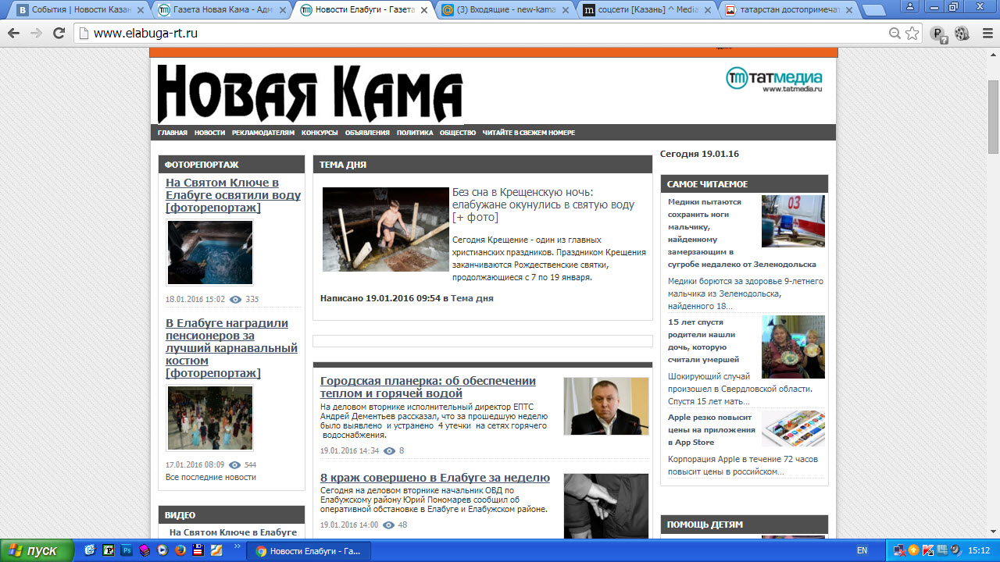 События | Новости Казан
Газета Новая Кама - Адм
Новости Елабуги - Газета
(3) Входящие - new-kama
соцсети [Казань] ^ Media
татарстан достопримечат
www.elabuga-rt.ru
НОВАЯ КАМА
ТАТМЕДИА
www.tatmedia.ru
ГЛАВНАЯ НОВОСТИ РЕКЛАМОДАТЕЛЯМ КОНКУРСЫ ОБЪЯВЛЕНИЯ ПОЛИТИКА ОБЩЕСТВО ЧИТАЙТЕ В СВЕЖЕМ НОМЕРЕ
ФОТОРЕПОРТАЖ
На Святом Ключе в
Елабуге освятили воду
[фоторепортаж]
18.01.2016 15:02 335
В Елабуге наградили
пенсионеров за
лучший карнавальный
костюм
[фоторепортаж]
17.01.2016 08:09 544
Все последние новости
ВИДЕО
На Святом Ключе в Елабуге
ТЕМА ДНЯ
Без сна в Крещенскую ночь:
елабужане окунулись в святую воду
[+ фото]
Сегодня Крещение - один из главных
христианских праздников. Праздником Крещения
заканчиваются Рождественские святки,
продолжающиеся с 7 по 19 января.
Написано 19.01.2016 09:54 в Тема дня
Городская планерка: об обеспечении
теплом и горячей водой
На деловом вторнике исполнительный директор ЕПТС
Андрей Дементьев рассказал, что за прошедшую неделю
было выявлено и устранено 4 утечки на сетях горячего
водоснабжения.
19.01.2016 14:34 8
8 краж совершено в Елабуге за неделю
Сегодня на деловом вторнике начальник ОВД по
Елабужскому району Юрий Пономарев сообщил об
оперативной обстановке в Елабуге и Елабужском районе.
19.01.2016 14:00 48
Сегодня 19.01.16
САМОЕ ЧИТАЕМОЕ
Медики пытаются
сохранить ноги
мальчику,
найденному
замерзающим в
сугробе недалеко от Зеленодольска
03
Медики борются за здоровье 9-летнего
мальчика из Зеленодольска,
найденного 18...
15 лет спустя
родители нашли
дочь, которую
считали умершей
Шокирующий случай
произошел в Свердловской области.
Спустя 15 лет мать...
Apple резко повысит
цены на приложения
в App Store
Корпорация Apple в течение 72 часов
повысит цены в российском...
ПОМОЩЬ ДЕТЯМ
пуск
Новости Елабуги - Га...
EN
15:12